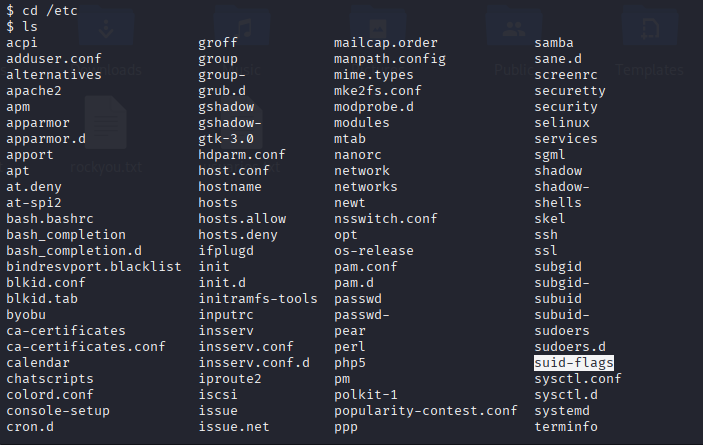 $ cd /etc
$ ls
acpi groff mailcap.order samba
adduser.conf group manpath.config sane.d
alternatives group- mime.types screenrc
apache2 grub.d mke2fs.conf securetty
apm gshadow modprobe.d security
apparmor gshadow- modules selinux
apparmor.d gtk-3.0 mtab services
apport hdparm.conf nanorc sgml
apt host.conf network shadow
at.deny hostname networks shadow-
at-spi2 hosts newt shells
bash.bashrc hosts.allow nsswitch.conf skel
bash_completion hosts.deny opt ssh
bash_completion.d ifplugd os-release ssl
bindresvport.blacklist init pam.conf subgid
blkid.conf init.d pam.d subgid-
blkid.tab initramfs-tools passwd subuid
byobu inputrc passwd- subuid-
ca-certificates insserv pear sudoers
ca-certificates.conf insserv.conf perl sudoers.d
calendar insserv.conf.d php5 suid-flags
chatscripts iproute2 pm sysctl.conf
colord.conf iscsi polkit-1 sysctl.d
console-setup issue popularity-contest.conf systemd
cron.d issue.net ppp terminfo
Templates
rockyou.txt